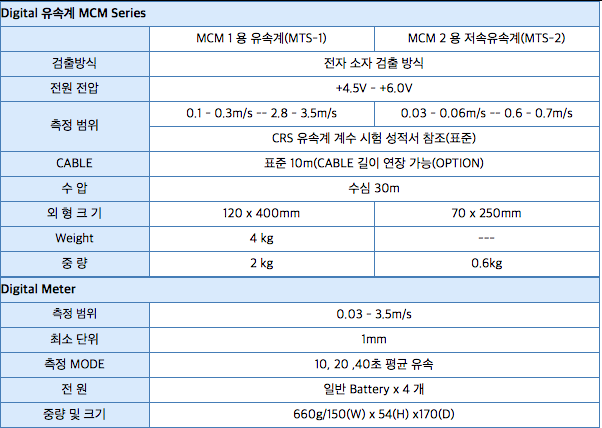 Digital 유속계 MCM Series
MCM 1 용 유속계(MTS-1) MCM 2 용 저속유속계(MTS-2)
검출방식 전자 소자 검출 방식
전원 전압 +4.5V - +6.0V
측정 범위 0.1 - 0.3m/s -- 2.8 - 3.5m/s 0.03 - 0.06m/s -- 0.6 - 0.7m/s
CRS 유속계 계수 시험 성적서 참조(표준)
CABLE 표준 10m(CABLE 길이 연장 가능(OPTION)
수 압 수심 30m
외 형 크 기 120 x 400mm 70 x 250mm
Weight 4 kg ---
중 량 2 kg 0.6kg
Digital Meter
측정 범위 0.03 - 3.5m/s
최소 단위 1mm
측정 MODE 10, 20 ,40초 평균 유속
전 원 일반 Battery x 4 개
중량 및 크기 660g/150(W) x 54(H) x170(D)